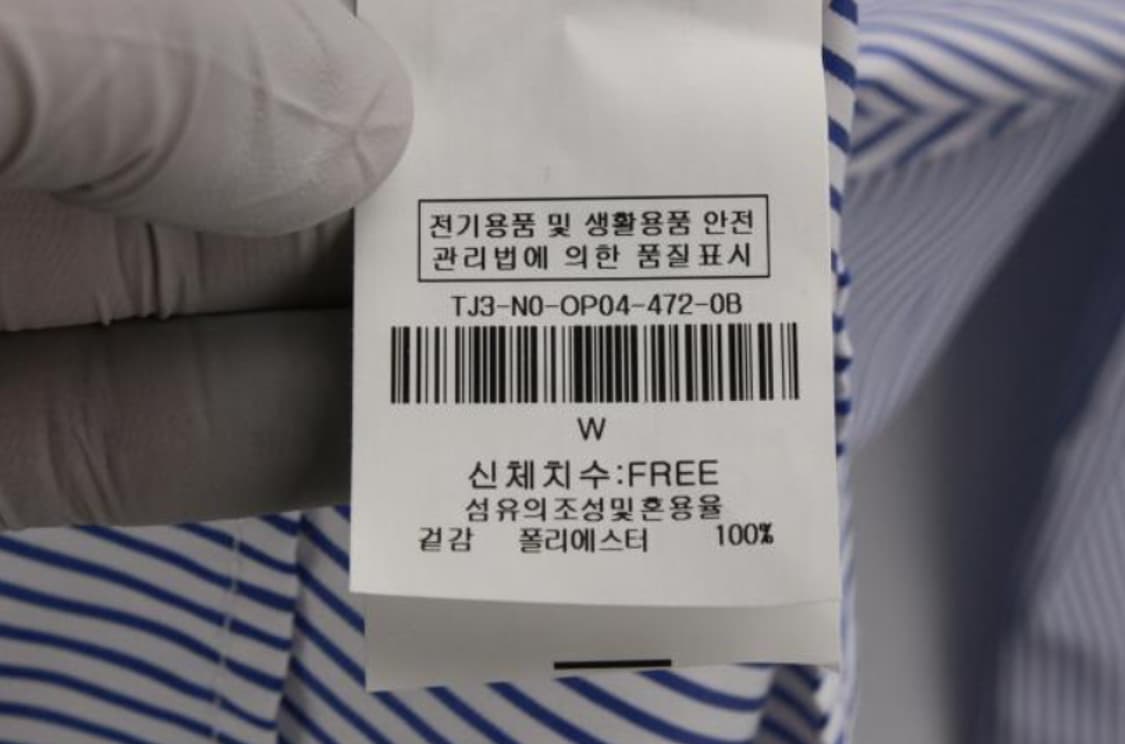 전기용품 및 생활용품 안전
관리법에 의한 품질표시
TJ3-N0-OP04-472-0B
W
신체치수:FREE
섬유의조성및혼용율
겉감 폴리에스터 100%